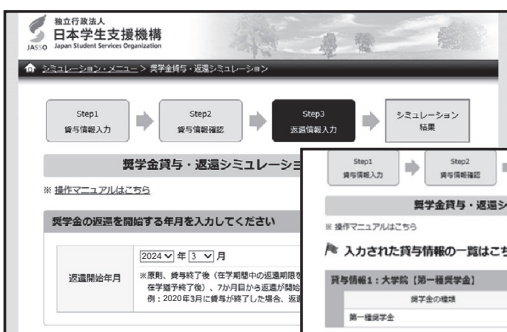 独立行政法人
日本学生支援機構
JASSO Japan Student Services Organization
シミュレーション・メニュー > 奨学金貸与・返還シミュレーション
Step1
貸与情報入力
Step2
貸与情報確認
Step3
返還情報入力
シミュレーション
結果
奨学金貸与・返還シミュレーショ
※ 操作マニュアルはこちら
奨学金の返還を開始する年月を入力してください
返還開始年月
2024 年 3 月
※原則、貸与終了後（在学期間中の返還期限を
在学猶予終了後）、7か月目から返還が開始
例：2020年3月に貸与が終了した場合、返還
Step1
貸与情報入力
Step2
貸与情報確認
奨学金貸与・返還シ
※ 操作マニュアルはこちら
入力された貸与情報の一覧はこち
貸与情報1：大学院【第一種奨学金】
奨学金の種類
第一種奨学金